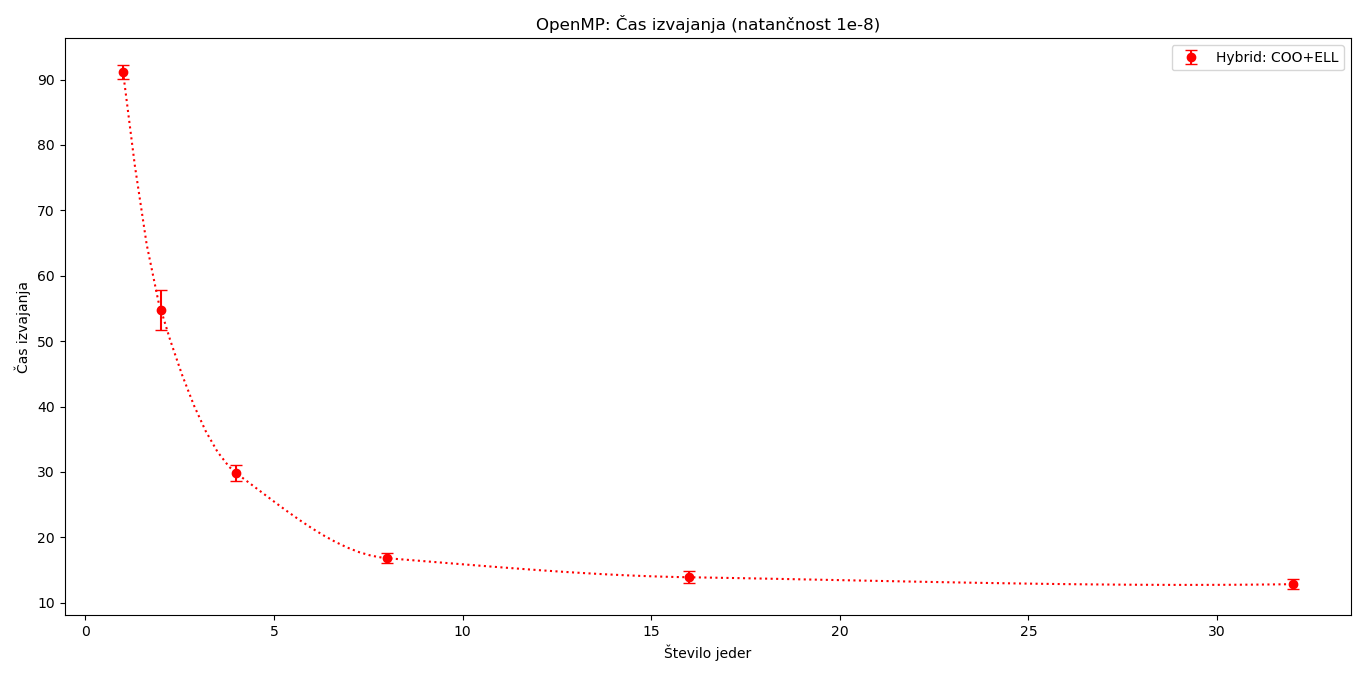 OpenMP: Čas izvajanja (natančnost 1e-8)
Hybrid: COO+ELL
Čas izvajanja
90
80
70
60
50
40
30
20
10
0 5 10 15 20 25 30
Število jeder